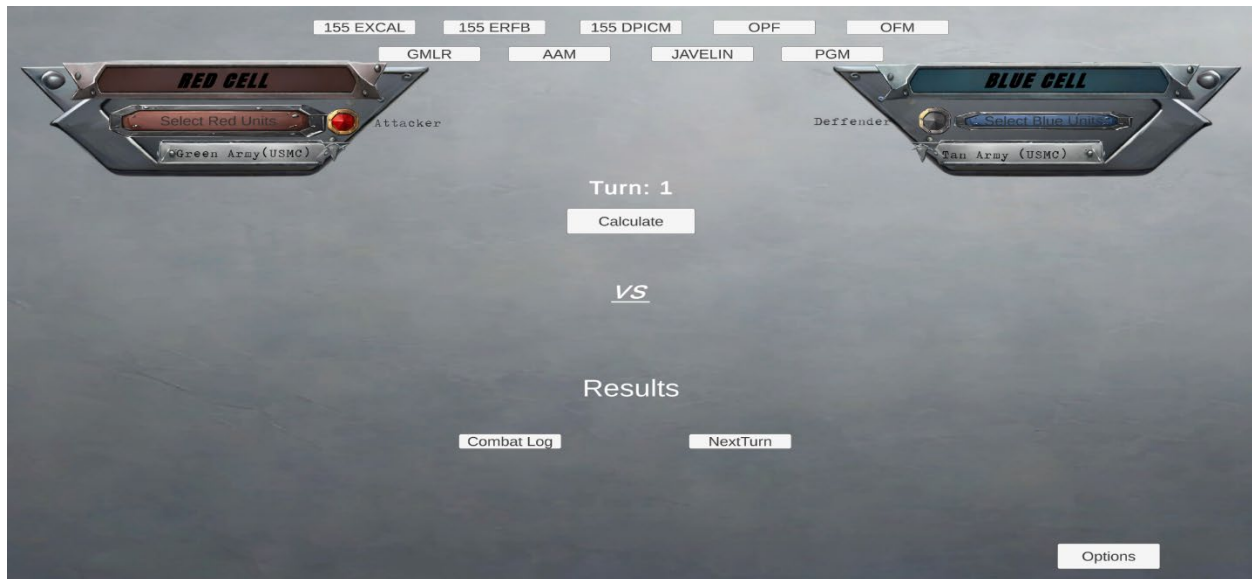 155 EXCAL 155 ERFB 155 DPICM OPF OFM
GMLR AAM JAVELIN PGM
RED CELL BLUE CELL
Select Red Units Attacker Deffender Select Blue Units
Green Army(USMC) Tan Army (USMC)
Turn: 1
Calculate
VS
Results
Combat Log NextTurn
Options